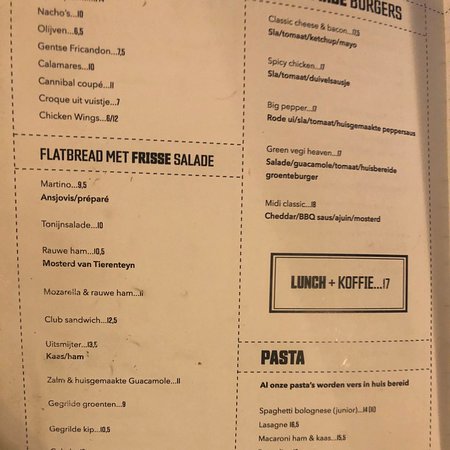 Nacho's...10
Olijven...6,5
Gentse Fricandon...7,5
Calamares...10
Cannibal coupé...11
Croque uit vuistje...7
Chicken Wings...6/12
FLATBREAD MET FRISSE SALADE
Martino...9,5
Ansjovis/préparé
Tonijnsalade...10
Rauwe ham...10,5
Mosterd van Tierenteyn
Mozarella & rauwe ham...11
Club sandwich...12,5
Uitsmijter...13,5
Kaas/ham
Zalm & huisgemaakte Guacamole...11
Gegrilde groenten...9
Gegrilde kip...10,5
BURGERS
Classic cheese & bacon...17,5
Sla/tomaat/ketchup/mayo
Spicy chicken...17
Sla/tomaat/duivelsausje
Big pepper...17
Rode ui/sla/tomaat/huisgemaakte pepersaus
Green vegi heaven...17
Salade/guacamole/tomaat/huisbereide
groenteburger
Midi classic...18
Cheddar/BBQ saus/ajuin/mosterd
LUNCH + KOFFIE...17
PASTA
Al onze pasta's worden vers in huis bereid
Spaghetti bolognese (junior)...14 (10)
Lasagne...16,5
Macaroni ham & kaas...15,5